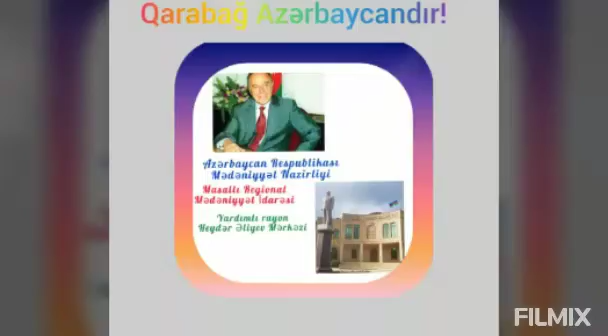 Qarabağ Azərbaycandır!
Azərbaycan Respublikası
Mədəniyyət Nazirliyi
Masallı Regional
Mədəniyyət İdarəsi
Yardımlı rayon
Heydər Əliyev Mərkəzi
FILMIX